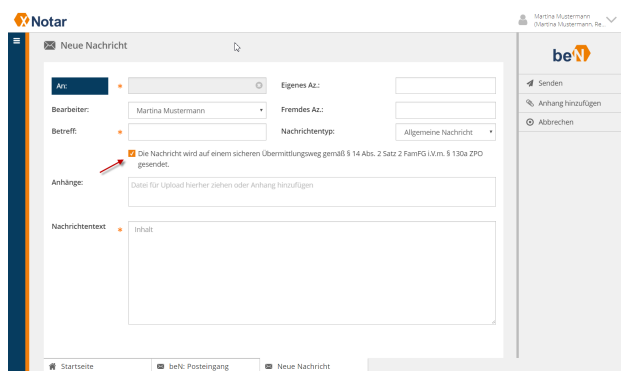 XNotar
Martina Mustermann
(Martina Mustermann, Re...
Neue Nachricht
beN
An:
*
Eigenes Az.:
Bearbeiter:
Martina Mustermann
Fremdes Az.:
Betreff:
*
Nachrichtentyp:
Allgemeine Nachricht
Die Nachricht wird auf einem sicheren Übermittlungsweg gemäß § 14 Abs. 2 Satz 2 FamFG i.V.m. § 130a ZPO
gesendet.
Anhänge:
Datei für Upload hierher ziehen oder Anhang hinzufügen
Nachrichtentext
*
Inhalt
Senden
Anhang hinzufügen
Abbrechen
Startseite
beN: Posteingang
Neue Nachricht